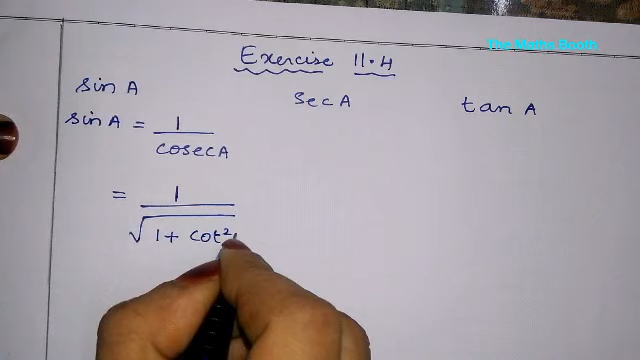 The Maths Booth
Exercise 11.4
sin A
sec A
tan A
sin A = 1 / cosec A
= 1 / √(1 + cot²